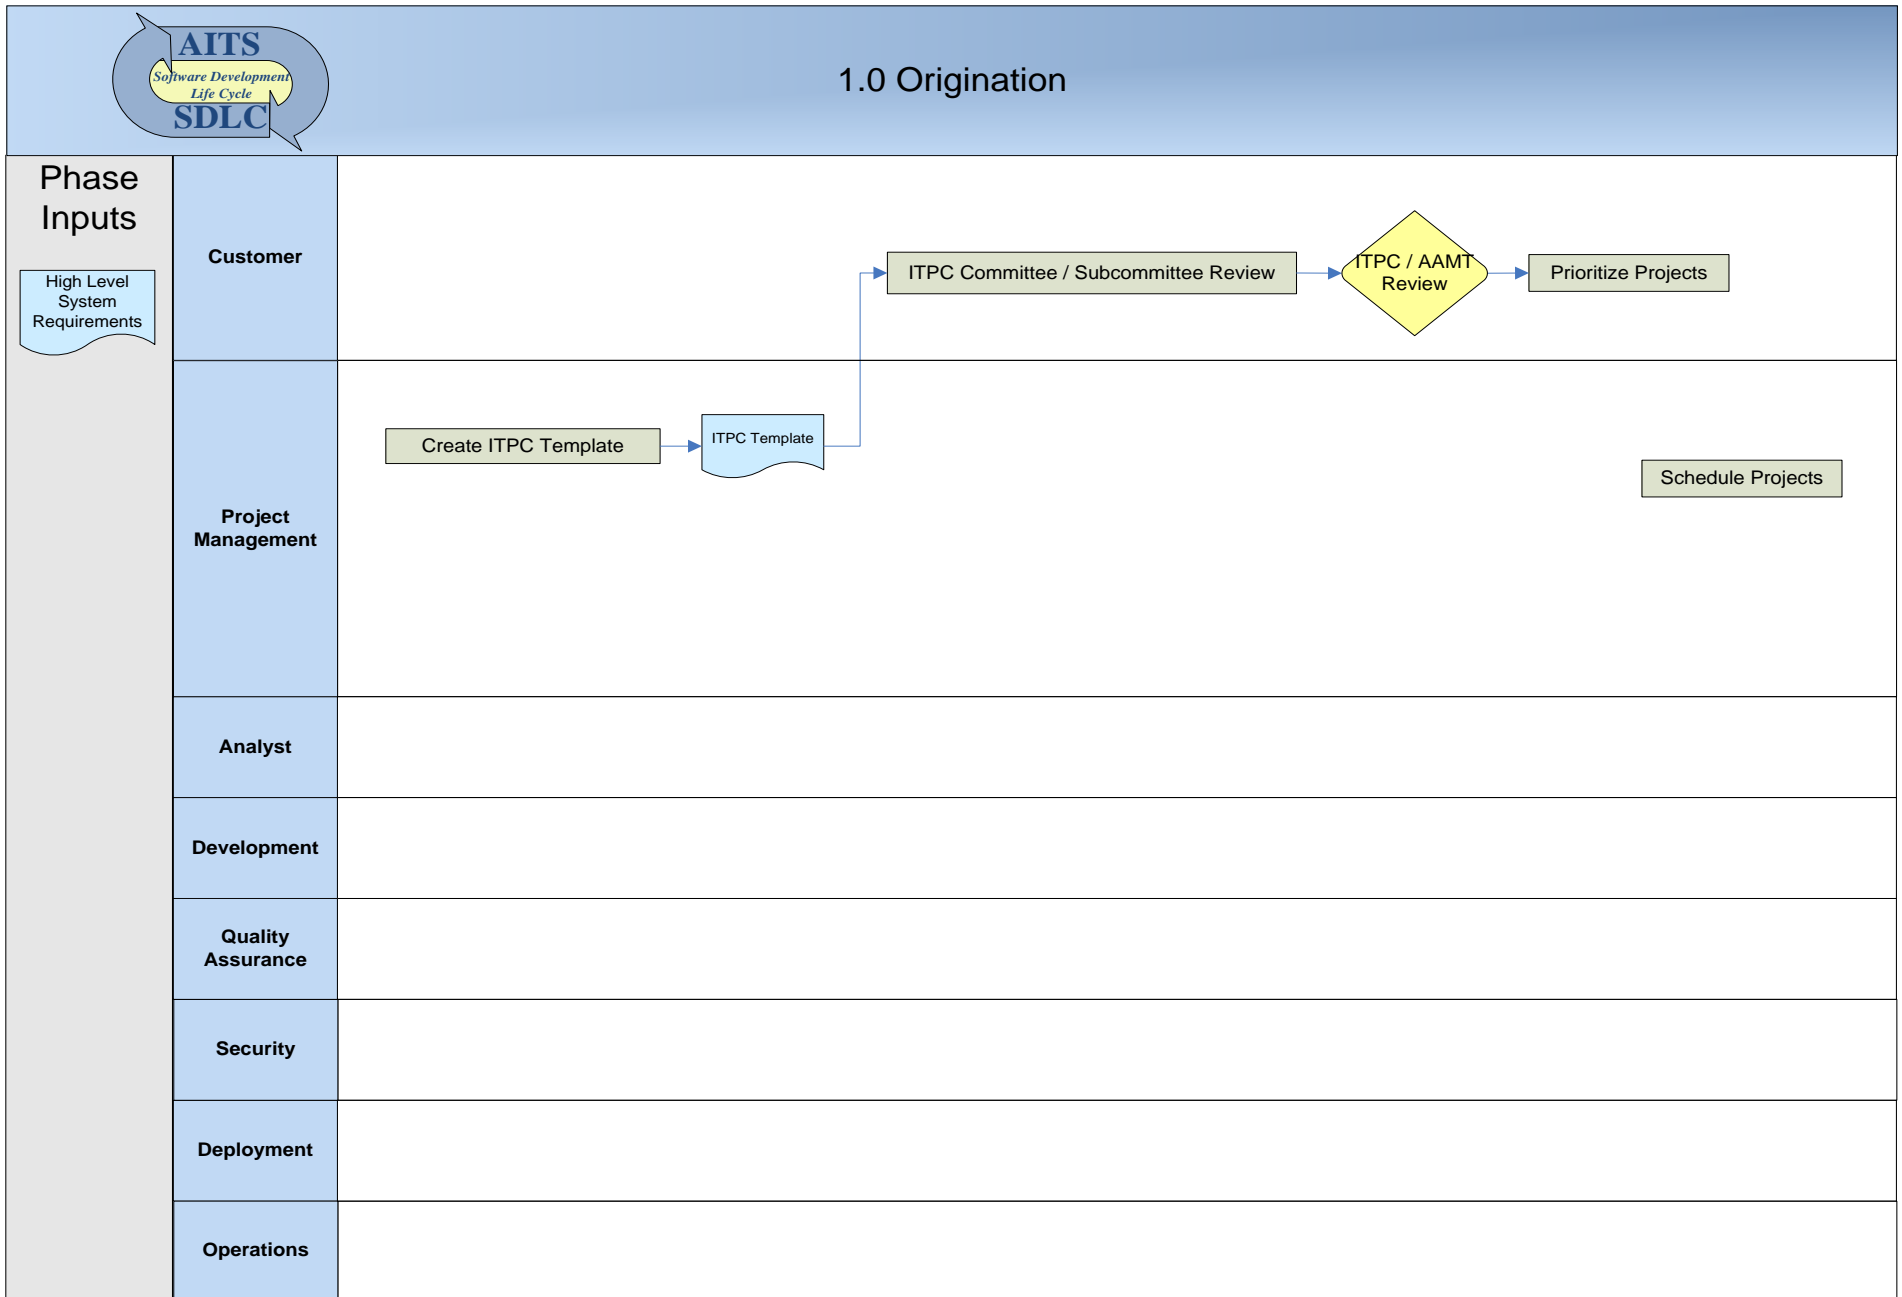 AITS
Software Development
Life Cycle
SDLC
1.0 Origination
Phase
Inputs
High Level
System
Requirements
Customer
ITPC Committee / Subcommittee Review
ITPC / AAMT
Review
Prioritize Projects
Project
Management
Create ITPC Template
ITPC Template
Schedule Projects
Analyst
Development
Quality
Assurance
Security
Deployment
Operations